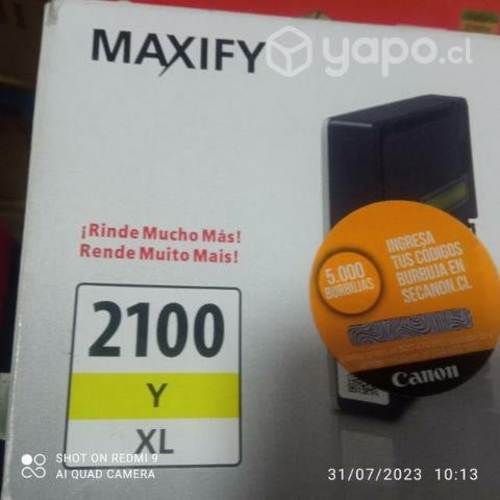 MAXIFY
yapo.cl
¡Rinde Mucho Más!
Rende Muito Mais!
2100
Y
XL
5.000
BURBUJAS
INGRESA
TUS CÓDIGOS
BURBUJA EN
SECANON.CL
Canon
SHOT ON REDMI 9
AI QUAD CAMERA
31/07/2023 10:13